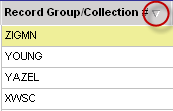 Record Group/Collection #
ZIGMN
YOUNG
YAZEL
XWSC